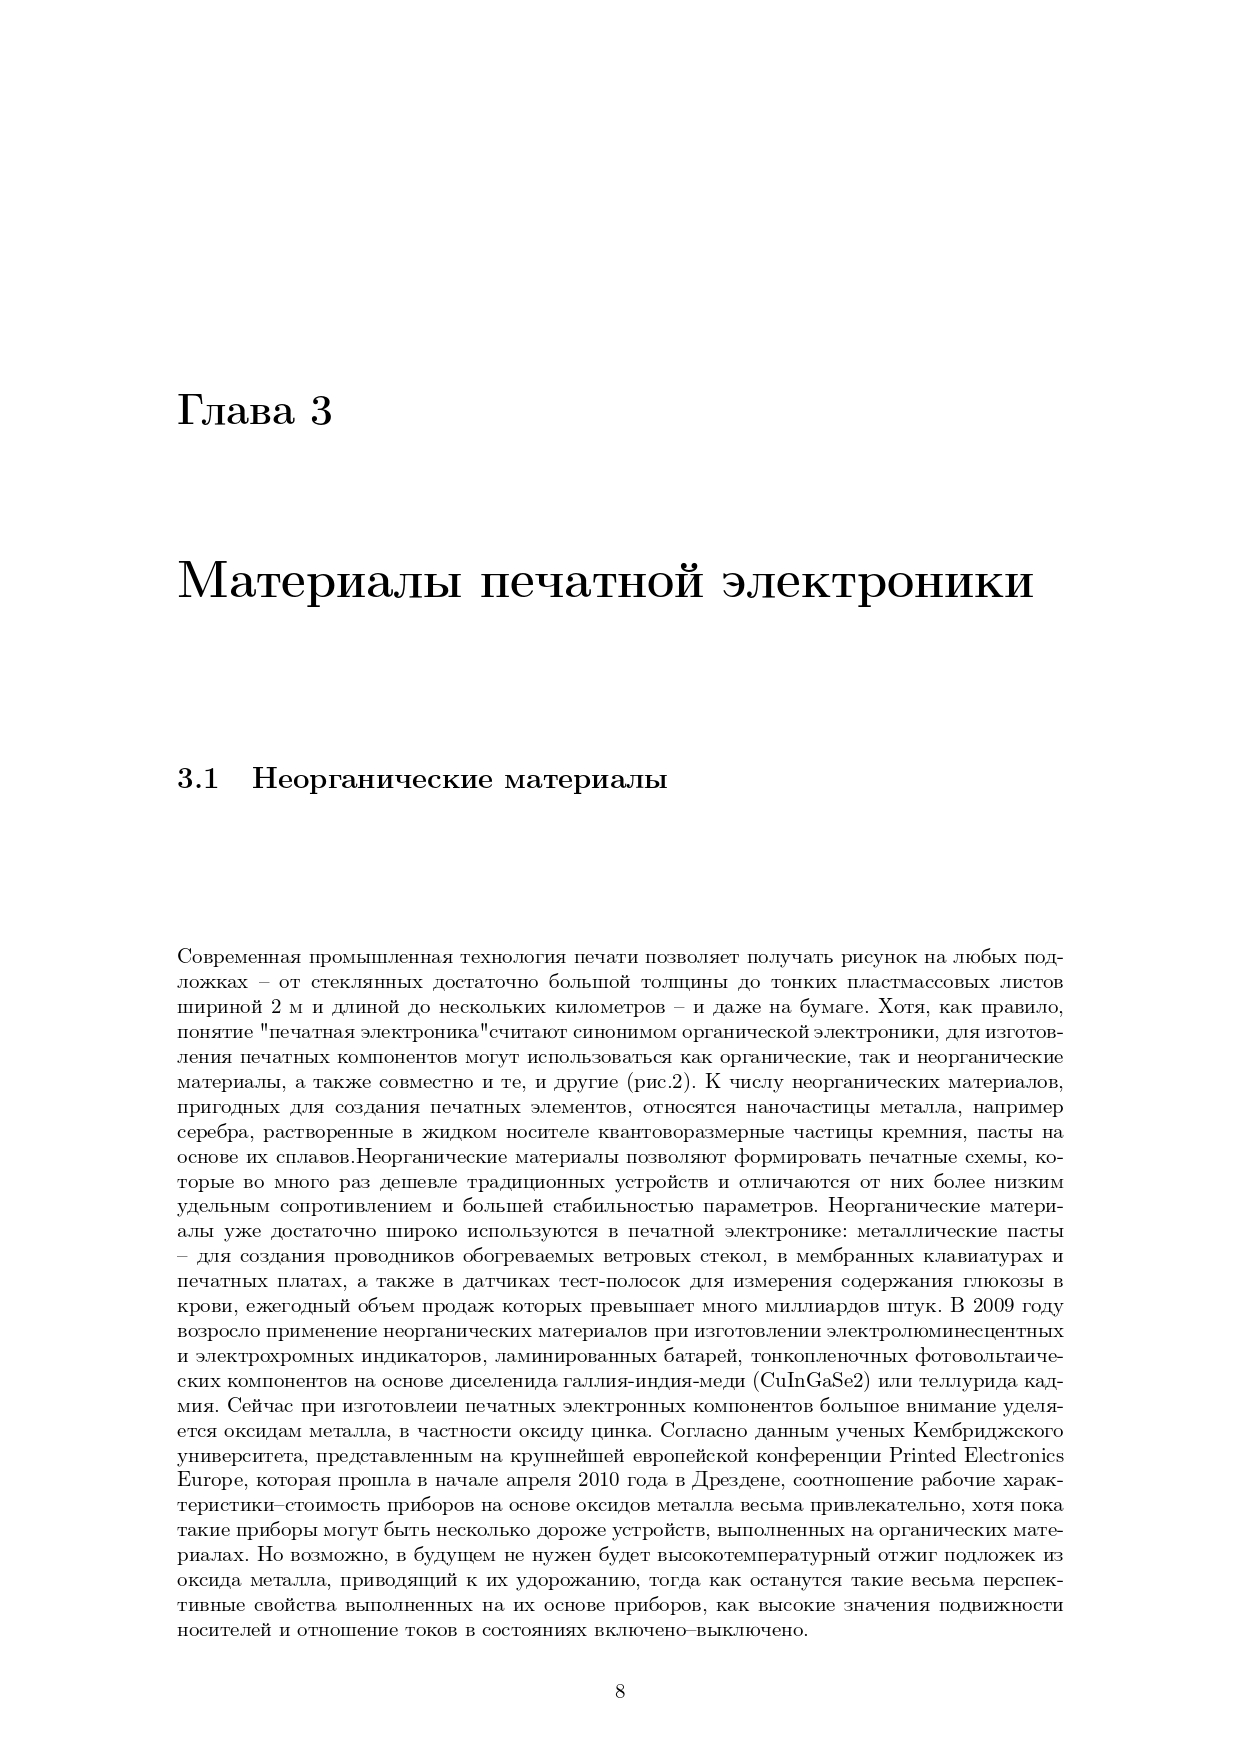 Глава 3
Материалы печатной электроники
3.1 Неорганические материалы
Современная промышленная технология печати позволяет получать рисунок на любых под-
ложках – от стеклянных достаточно большой толщины до тонких пластмассовых листов
шириной 2 м и длиной до нескольких километров – и даже на бумаге. Хотя, как правило,
понятие "печатная электроника"считают синонимом органической электроники, для изготов-
ления печатных компонентов могут использоваться как органические, так и неорганические
материалы, а также совместно и те, и другие (рис.2). К числу неорганических материалов,
пригодных для создания печатных элементов, относятся наночастицы металла, например
серебра, растворенные в жидком носителе квантоворазмерные частицы кремния, пасты на
основе их сплавов.Неорганические материалы позволяют формировать печатные схемы, ко-
торые во много раз дешевле традиционных устройств и отличаются от них более низким
удельным сопротивлением и большей стабильностью параметров. Неорганические матери-
алы уже достаточно широко используются в печатной электронике: металлические пасты
– для создания проводников обогреваемых ветровых стекол, в мембранных клавиатурах и
печатных платах, а также в датчиках тест-полосок для измерения содержания глюкозы в
крови, ежегодный объем продаж которых превышает много миллиардов штук. В 2009 году
возросло применение неорганических материалов при изготовлении электролюминесцентных
и электрохромных индикаторов, ламинированных батарей, тонкопленочных фотовольтаиче-
ских компонентов на основе диселенида галлия-индия-меди (CuInGaSe2) или теллурида кад-
мия. Сейчас при изготовлеии печатных электронных компонентов большое внимание уделя-
ется оксидам металла, в частности оксиду цинка. Согласно данным ученых Кембриджского
университета, представленным на крупнейшей европейской конференции Printed Electronics
Europe, которая прошла в начале апреля 2010 года в Дрездене, соотношение рабочие харак-
теристики–стоимость приборов на основе оксидов металла весьма привлекательно, хотя пока
такие приборы могут быть несколько дороже устройств, выполненных на органических мате-
риалах. Но возможно, в будущем не нужен будет высокотемпературный отжиг подложек из
оксида металла, приводящий к их удорожанию, тогда как останутся такие весьма перспек-
тивные свойства выполненных на их основе приборов, как высокие значения подвижности
носителей и отношение токов в состояниях включено–выключено.
8